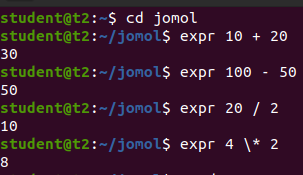 student@t2:~$ cd jomol
student@t2:~/jomol$ expr 10 + 20
30
student@t2:~/jomol$ expr 100 - 50
50
student@t2:~/jomol$ expr 20 / 2
10
student@t2:~/jomol$ expr 4 \* 2
8